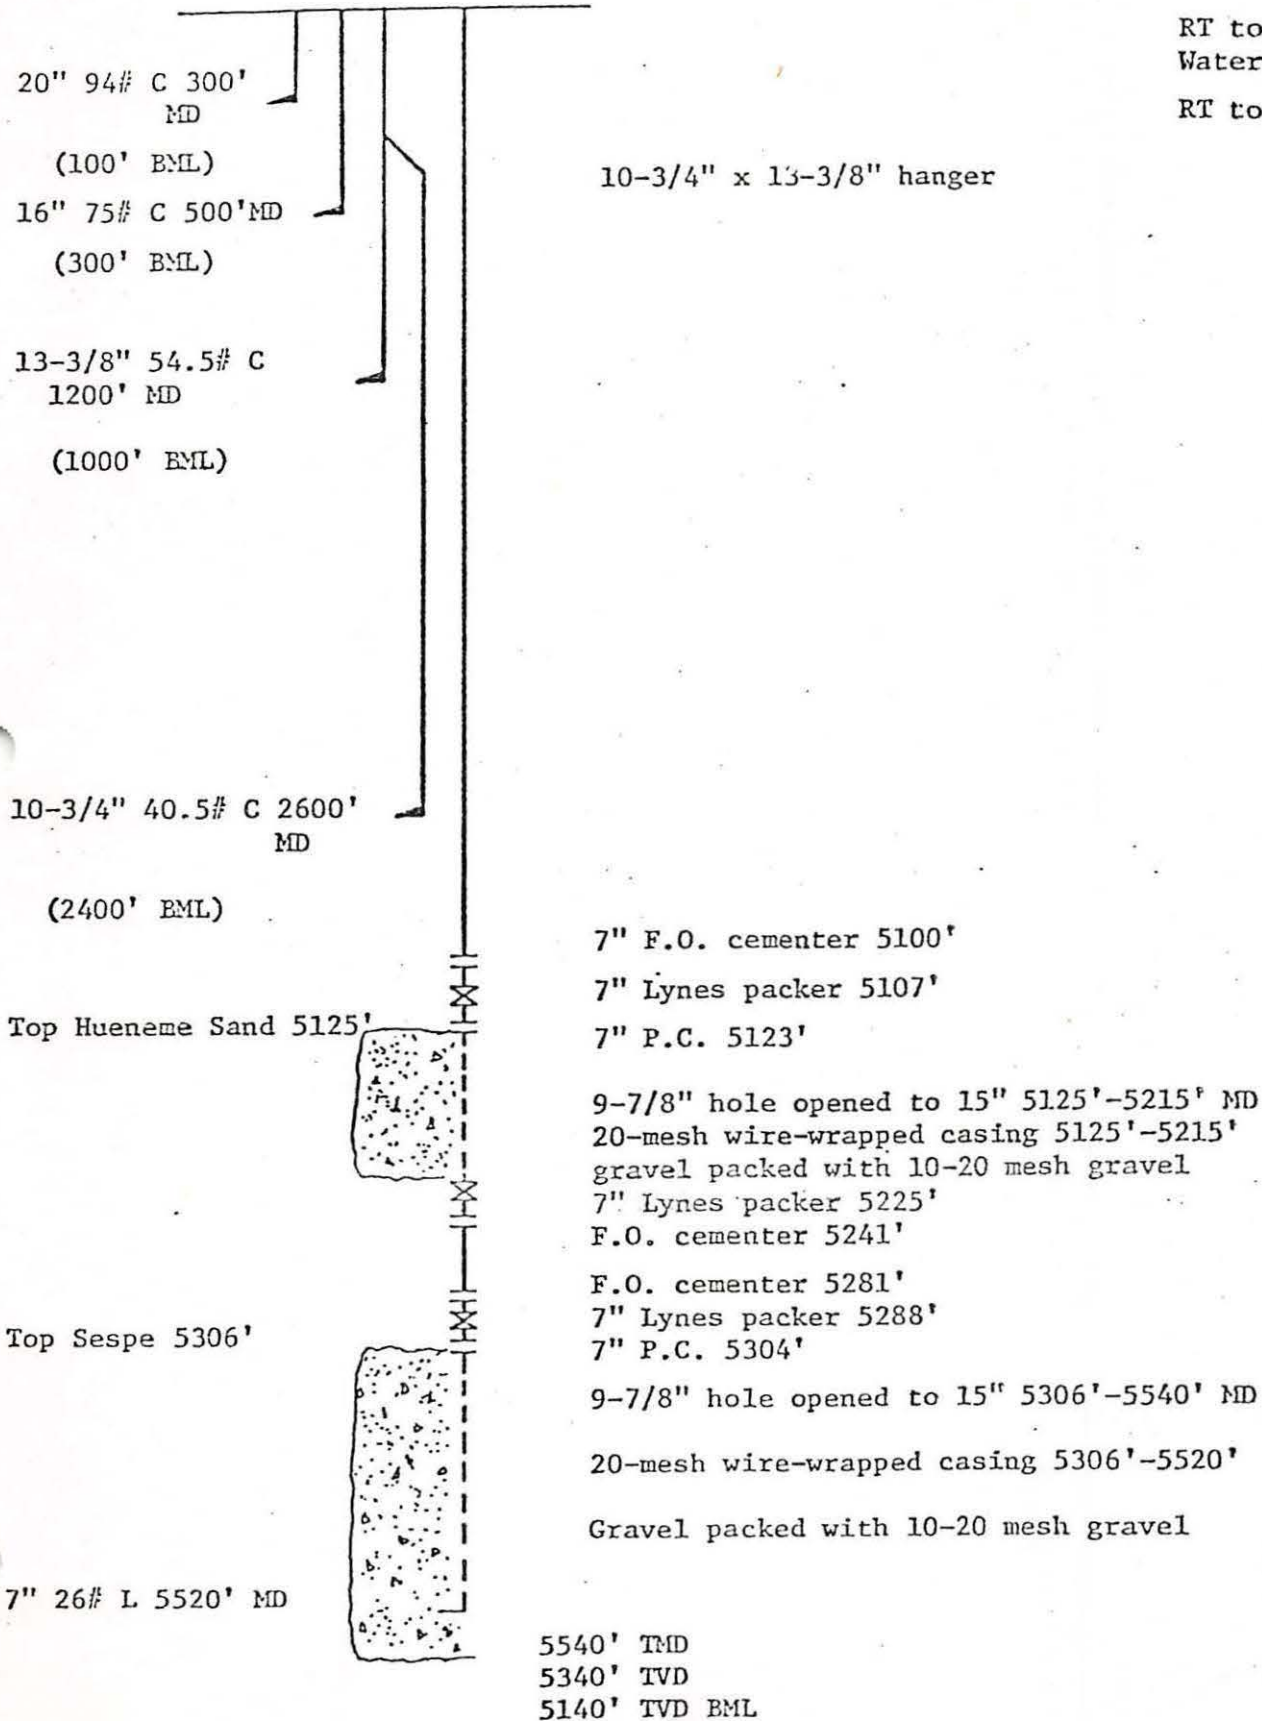 RT to
Water
RT to
20" 94# C 300'
MD
(100' BML)
16" 75# C 500'MD
(300' BML)
10-3/4" x 13-3/8" hanger
13-3/8" 54.5# C
1200' MD
(1000' BML)
10-3/4" 40.5# C 2600'
MD
(2400' BML)
7" F.O. cementer 5100'
7" Lynes packer 5107'
Top Hueneme Sand 5125'
7" P.C. 5123'
9-7/8" hole opened to 15" 5125'-5215' MD
20-mesh wire-wrapped casing 5125'-5215'
gravel packed with 10-20 mesh gravel
7" Lynes packer 5225'
F.O. cementer 5241'
F.O. cementer 5281'
7" Lynes packer 5288'
Top Sespe 5306'
7" P.C. 5304'
9-7/8" hole opened to 15" 5306'-5540' MD
20-mesh wire-wrapped casing 5306'-5520'
Gravel packed with 10-20 mesh gravel
7" 26# L 5520' MD
5540' TMD
5340' TVD
5140' TVD BML